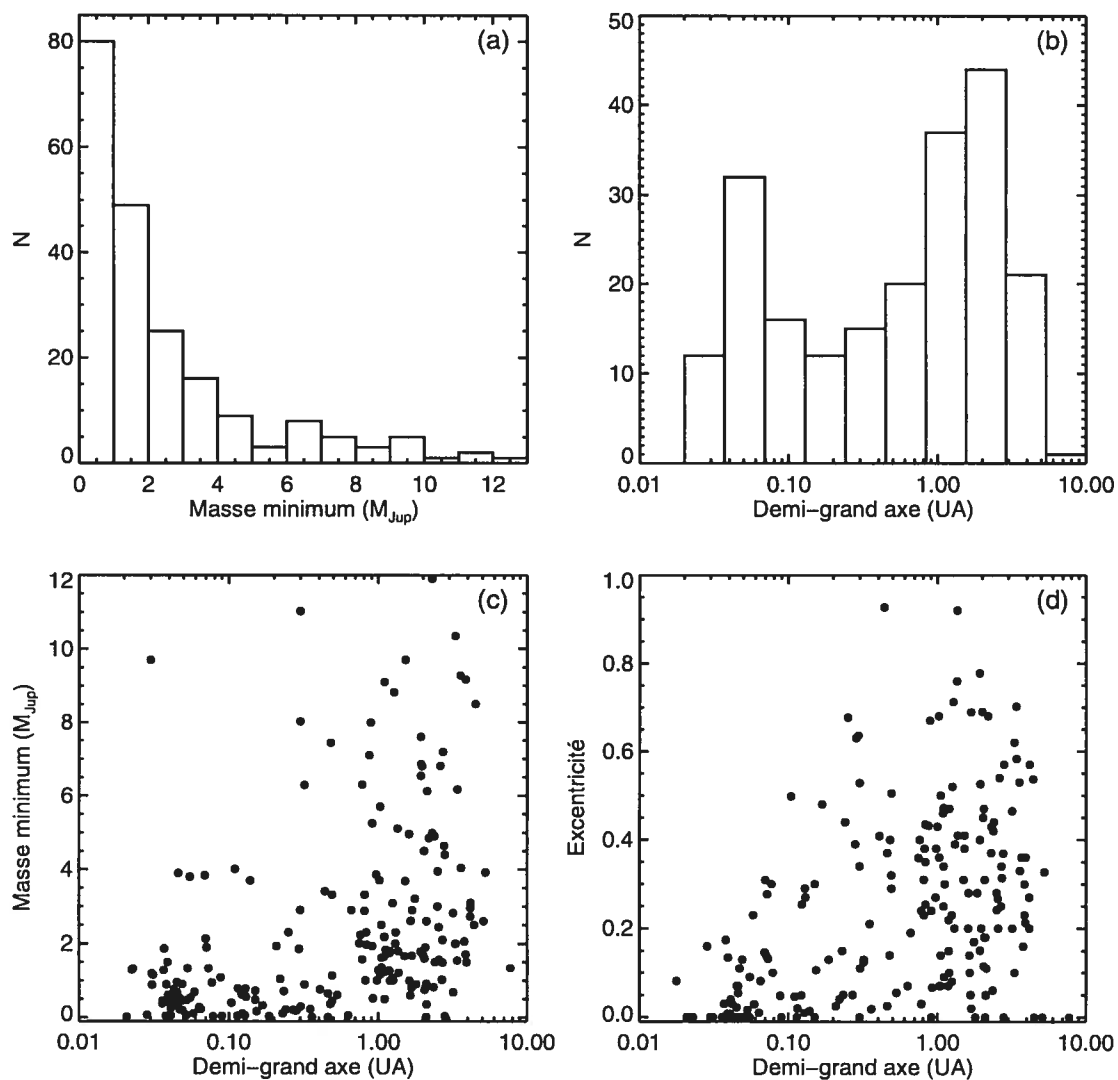 (a)
N
80
60
40
20
0
0 2 4 6 8 10 12
Masse minimum (M_Jup)
(b)
N
50
40
30
20
10
0
0.01 0.10 1.00 10.00
Demi-grand axe (UA)
(c)
Masse minimum (M_Jup)
12
10
8
6
4
2
0
0.01 0.10 1.00 10.00
Demi-grand axe (UA)
(d)
Excentricité
1.0
0.8
0.6
0.4
0.2
0.0
0.01 0.10 1.00 10.00
Demi-grand axe (UA)